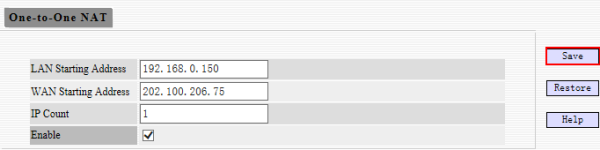 One-to-One NAT
LAN Starting Address 192.168.0.150
WAN Starting Address 202.100.206.75
IP Count 1
Enable
Save
Restore
Help